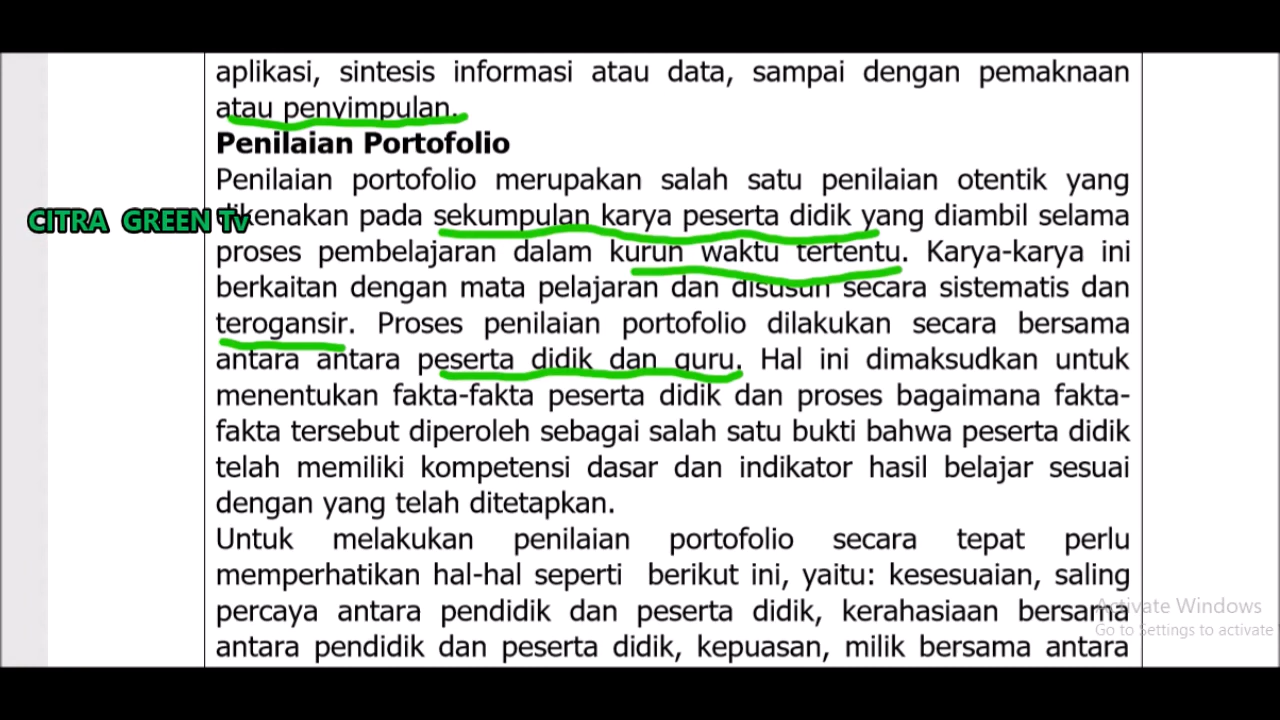 aplikasi, sintesis informasi atau data, sampai dengan pemaknaan
atau penyimpulan.
Penilaian Portofolio
Penilaian portofolio merupakan salah satu penilaian otentik yang
dikenakan pada sekumpulan karya peserta didik yang diambil selama
CITRA GREEN Tv
proses pembelajaran dalam kurun waktu tertentu. Karya-karya ini
berkaitan dengan mata pelajaran dan disusun secara sistematis dan
terogansir. Proses penilaian portofolio dilakukan secara bersama
antara antara peserta didik dan guru. Hal ini dimaksudkan untuk
menentukan fakta-fakta peserta didik dan proses bagaimana fakta-
fakta tersebut diperoleh sebagai salah satu bukti bahwa peserta didik
telah memiliki kompetensi dasar dan indikator hasil belajar sesuai
dengan yang telah ditetapkan.
Untuk melakukan penilaian portofolio secara tepat perlu
memperhatikan hal-hal seperti berikut ini, yaitu: kesesuaian, saling
percaya antara pendidik dan peserta didik, kerahasiaan bersama
antara pendidik dan peserta didik, kepuasan, milik bersama antara
Activate Windows
Go to Settings to activate